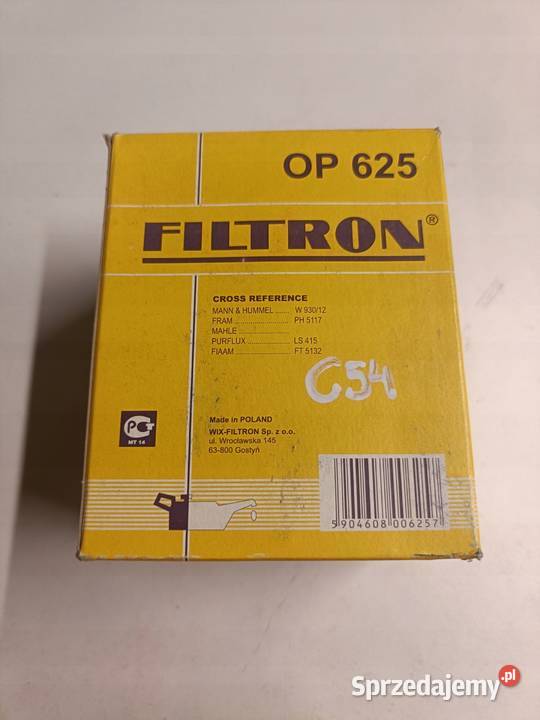 OP 625
FILTRON®
CROSS REFERENCE
MANN & HUMMEL ....... W 930/12
FRAM ........................... PH 5117
MAHLE ........................
PURFLUX ..................... LS 415
FIAAM ......................... FT 5132
C54
PCT
MT 14
Made in POLAND
WIX-FILTRON Sp. z o.o.
ul. Wrocławska 145
63-800 Gostyń
5904608006257
Sprzedajemy.pl